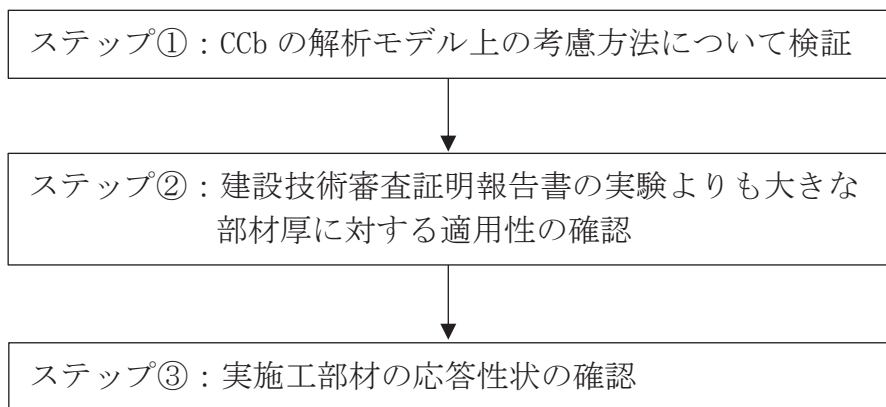 ステップ①：CCb の解析モデル上の考慮方法について検証
ステップ②：建設技術審査証明報告書の実験よりも大きな
部材厚に対する適用性の確認
ステップ③：実施工部材の応答性状の確認